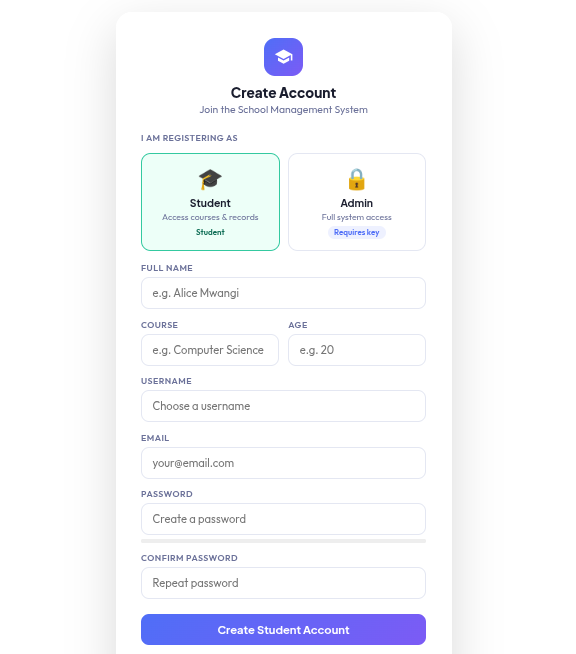 Create Account
Join the School Management System
I AM REGISTERING AS
Student
Access courses & records
Student
Admin
Full system access
Requires key
FULL NAME
e.g. Alice Mwangi
COURSE
e.g. Computer Science
AGE
e.g. 20
USERNAME
Choose a username
EMAIL
your@email.com
PASSWORD
Create a password
CONFIRM PASSWORD
Repeat password
Create Student Account